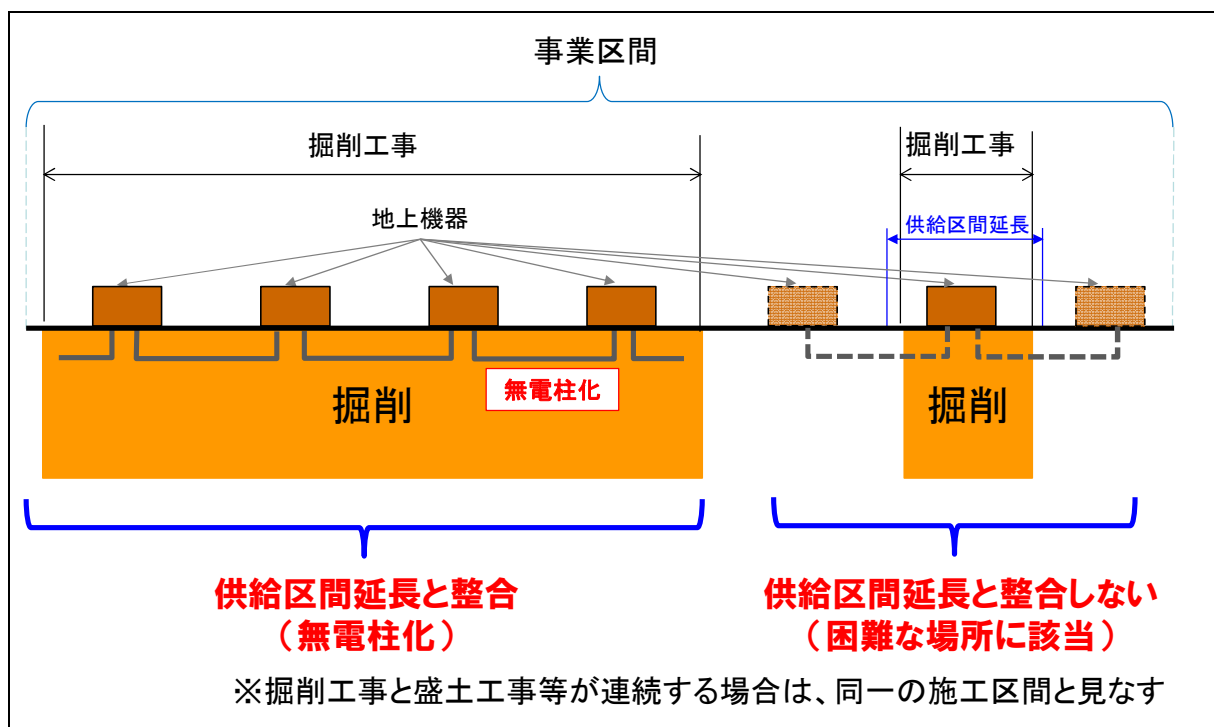 事業区間
掘削工事
掘削工事
地上機器
供給区間延長
無電柱化
掘削
掘削
供給区間延長と整合
（無電柱化）
供給区間延長と整合しない
（困難な場所に該当）
※掘削工事と盛土工事等が連続する場合は、同一の施工区間と見なす